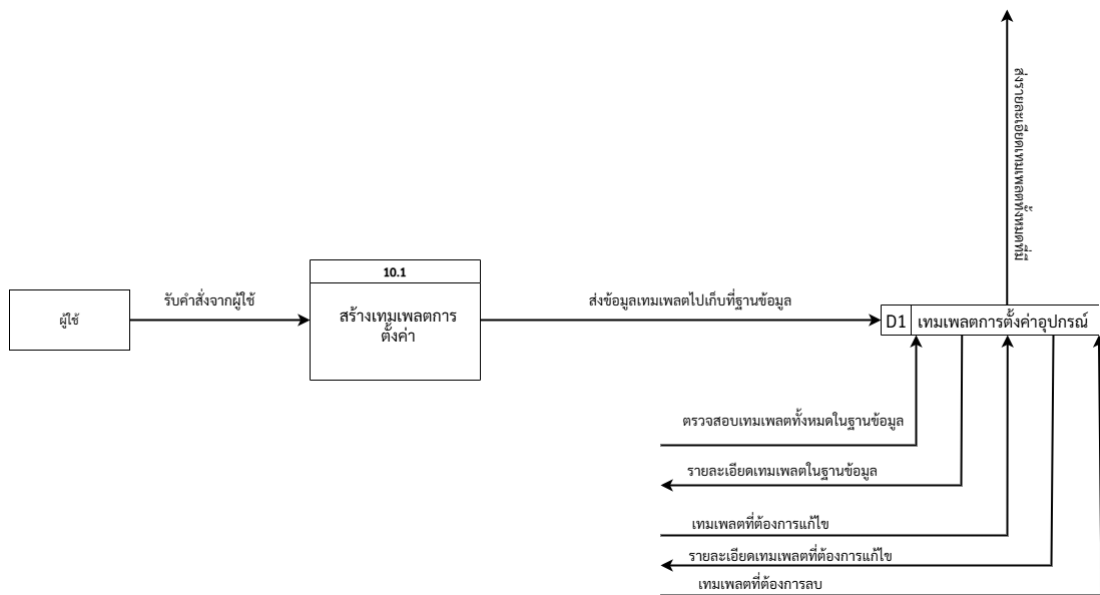 ส่งรายละเอียดเทมเพลตทั้งหมดที่มี
10.1
รับคำสั่งจากผู้ใช้
ส่งข้อมูลเทมเพลตไปเก็บที่ฐานข้อมูล
ผู้ใช้
สร้างเทมเพลตการ
ตั้งค่า
D1 เทมเพลตการตั้งค่าอุปกรณ์
ตรวจสอบเทมเพลตทั้งหมดในฐานข้อมูล
รายละเอียดเทมเพลตในฐานข้อมูล
เทมเพลตที่ต้องการแก้ไข
รายละเอียดเทมเพลตที่ต้องการแก้ไข
เทมเพลตที่ต้องการลบ